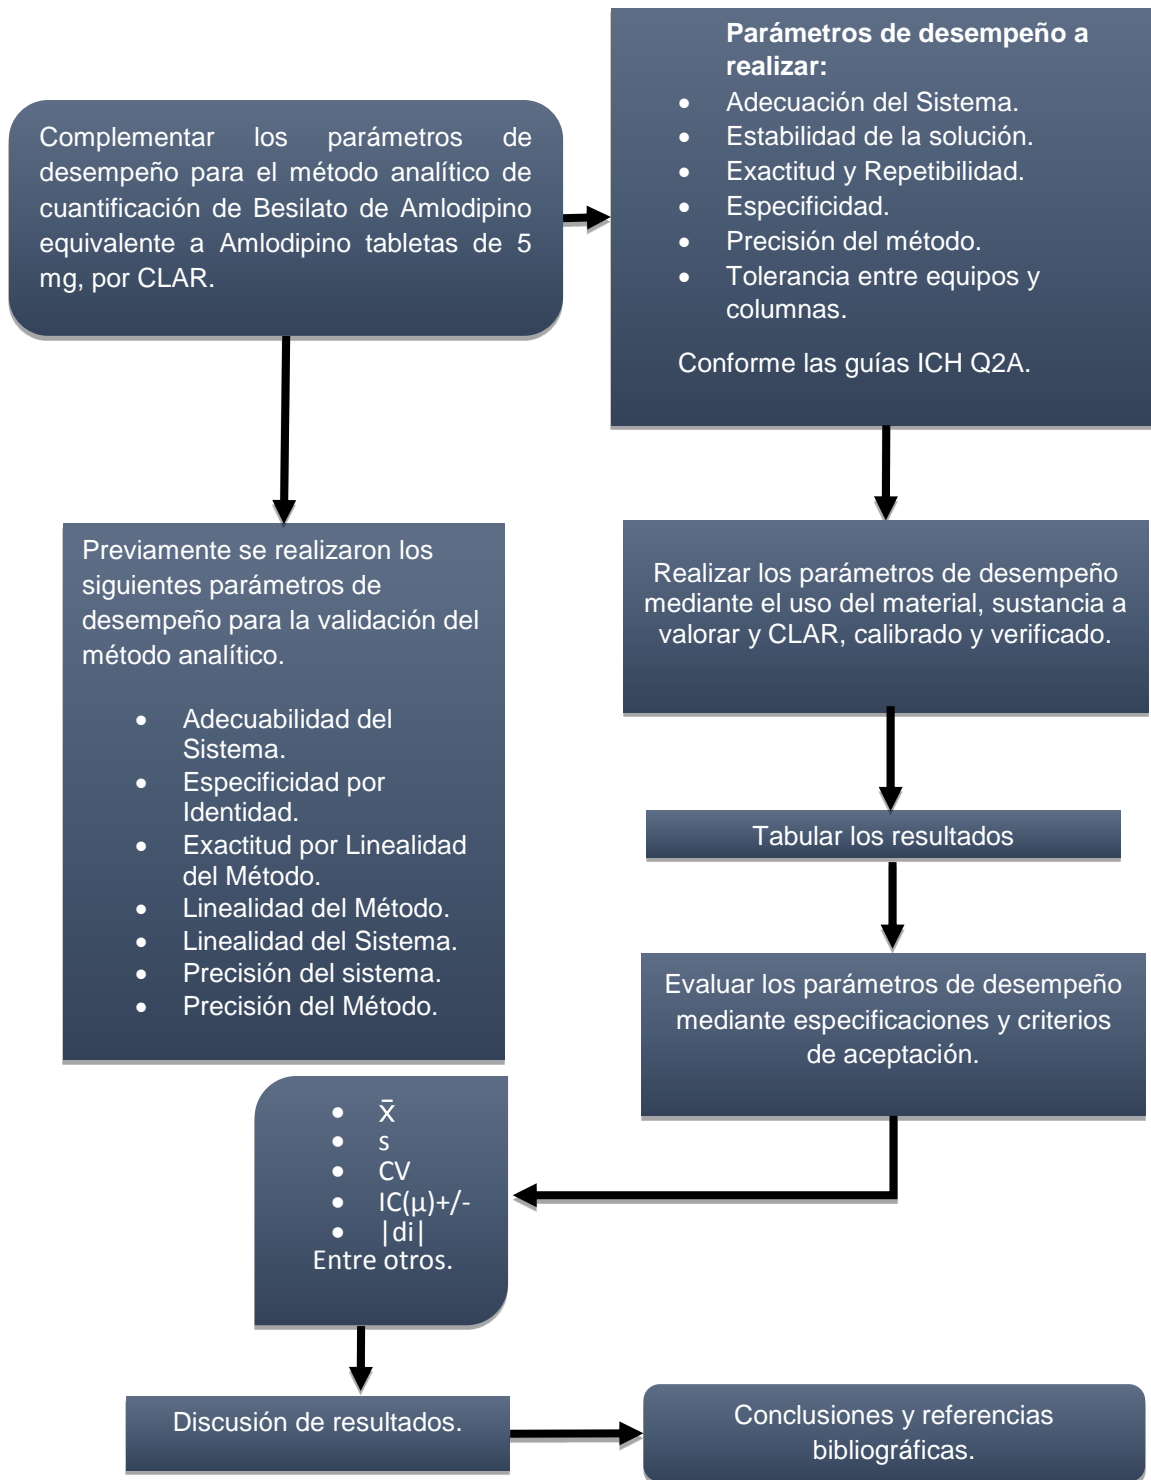 Complementar los parámetros de
desempeño para el método analítico de
cuantificación de Besilato de Amlodipino
equivalente a Amlodipino tabletas de 5
mg, por CLAR.
Parámetros de desempeño a
realizar:
• Adecuación del Sistema.
• Estabilidad de la solución.
• Exactitud y Repetibilidad.
• Especificidad.
• Precisión del método.
• Tolerancia entre equipos y
columnas.
Conforme las guías ICH Q2A.
Previamente se realizaron los
siguientes parámetros de
desempeño para la validación del
método analítico.
• Adecuabilidad del
Sistema.
• Especificidad por
Identidad.
• Exactitud por Linealidad
del Método.
• Linealidad del Método.
• Linealidad del Sistema.
• Precisión del sistema.
• Precisión del Método.
Realizar los parámetros de desempeño
mediante el uso del material, sustancia a
valorar y CLAR, calibrado y verificado.
Tabular los resultados
Evaluar los parámetros de desempeño
mediante especificaciones y criterios
de aceptación.
• x̄
• s
• CV
• IC(μ)+/-
• |di|
Entre otros.
Discusión de resultados.
Conclusiones y referencias
bibliográficas.